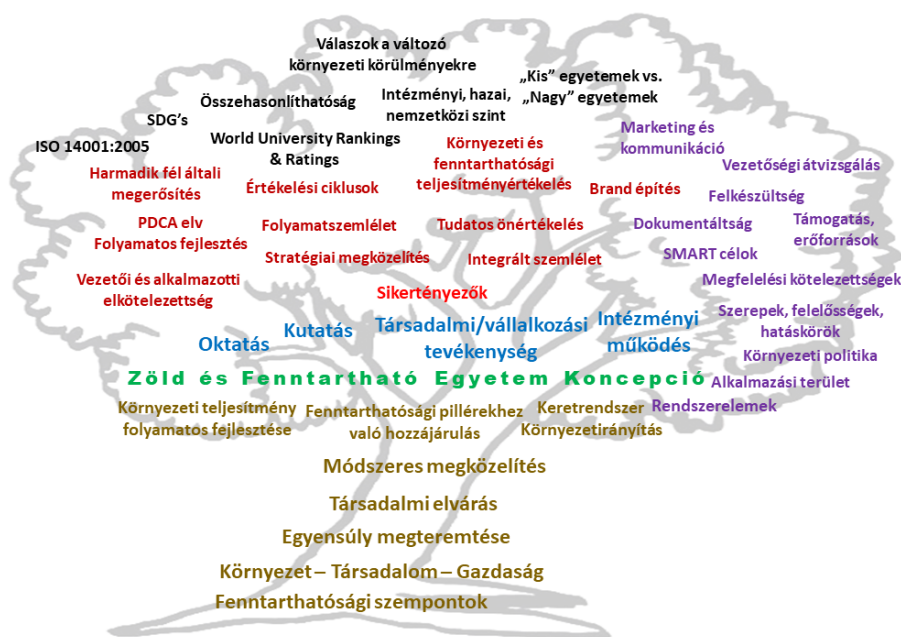 Válaszok a változó
környezeti körülményekre
„Kis” egyetemek vs.
„Nagy” egyetemek
Összehasonlíthatóság
Intézményi, hazai,
nemzetközi szint
SDG's
ISO 14001:2005
World University Rankings
& Ratings
Marketing és
kommunikáció
Környezeti és
fenntarthatósági
teljesítményértékelés
Vezetőségi átvizsgálás
Harmadik fél általi
megerősítés
Értékelési ciklusok
Brand építés
Felkészültség
PDCA elv
Folyamatos fejlesztés
Folyamatszemlélet
Tudatos önértékelés
Dokumentáltság
Támogatás,
erőforrások
Stratégiai megközelítés
Integrált szemlélet
SMART célok
Vezetői és alkalmazotti
elkötelezettség
Megfelelési kötelezettségek
Sikertényezők
Szerepek, felelősségek,
hatáskörök
Oktatás
Kutatás
Társadalmi/vállalkozási
tevékenység
Intézményi
működés
Környezeti politika
Zöld és Fenntartható Egyetem Koncepció
Alkalmazási terület
Rendszerelemek
Környezeti teljesítmény
folyamatos fejlesztése
Fenntarthatósági pillérekhez
való hozzájárulás
Keretrendszer
Környezetirányítás
Módszeres megközelítés
Társadalmi elvárás
Egyensúly megteremtése
Környezet – Társadalom – Gazdaság
Fenntarthatósági szempontok